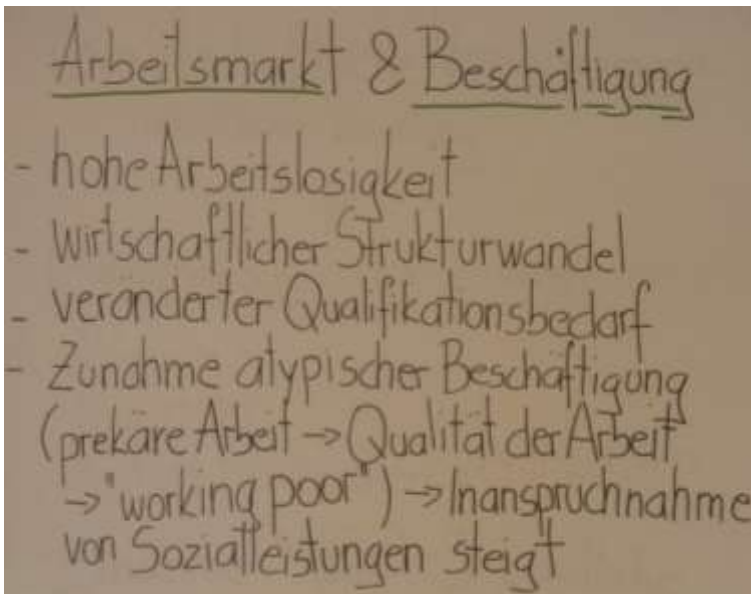 Arbeitsmarkt & Beschäftigung
- hohe Arbeitslosigkeit
- wirtschaftlicher Strukturwandel
- veränderter Qualifikationsbedarf
- Zunahme atypischer Beschäftigung
(prekäre Arbeit → Qualität der Arbeit
→ "working poor") → Inanspruchnahme
von Sozialleistungen steigt